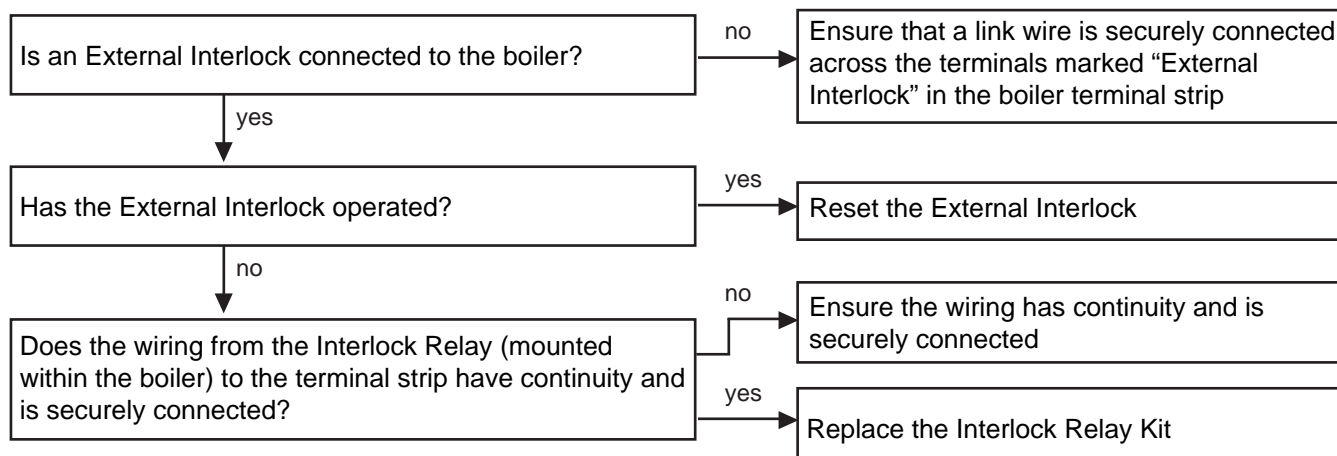 Is an External Interlock connected to the boiler?
no
Ensure that a link wire is securely connected
across the terminals marked “External
Interlock” in the boiler terminal strip
yes
Has the External Interlock operated?
yes
Reset the External Interlock
no
Does the wiring from the Interlock Relay (mounted
within the boiler) to the terminal strip have continuity and
is securely connected?
no
Ensure the wiring has continuity and is
securely connected
yes
Replace the Interlock Relay Kit